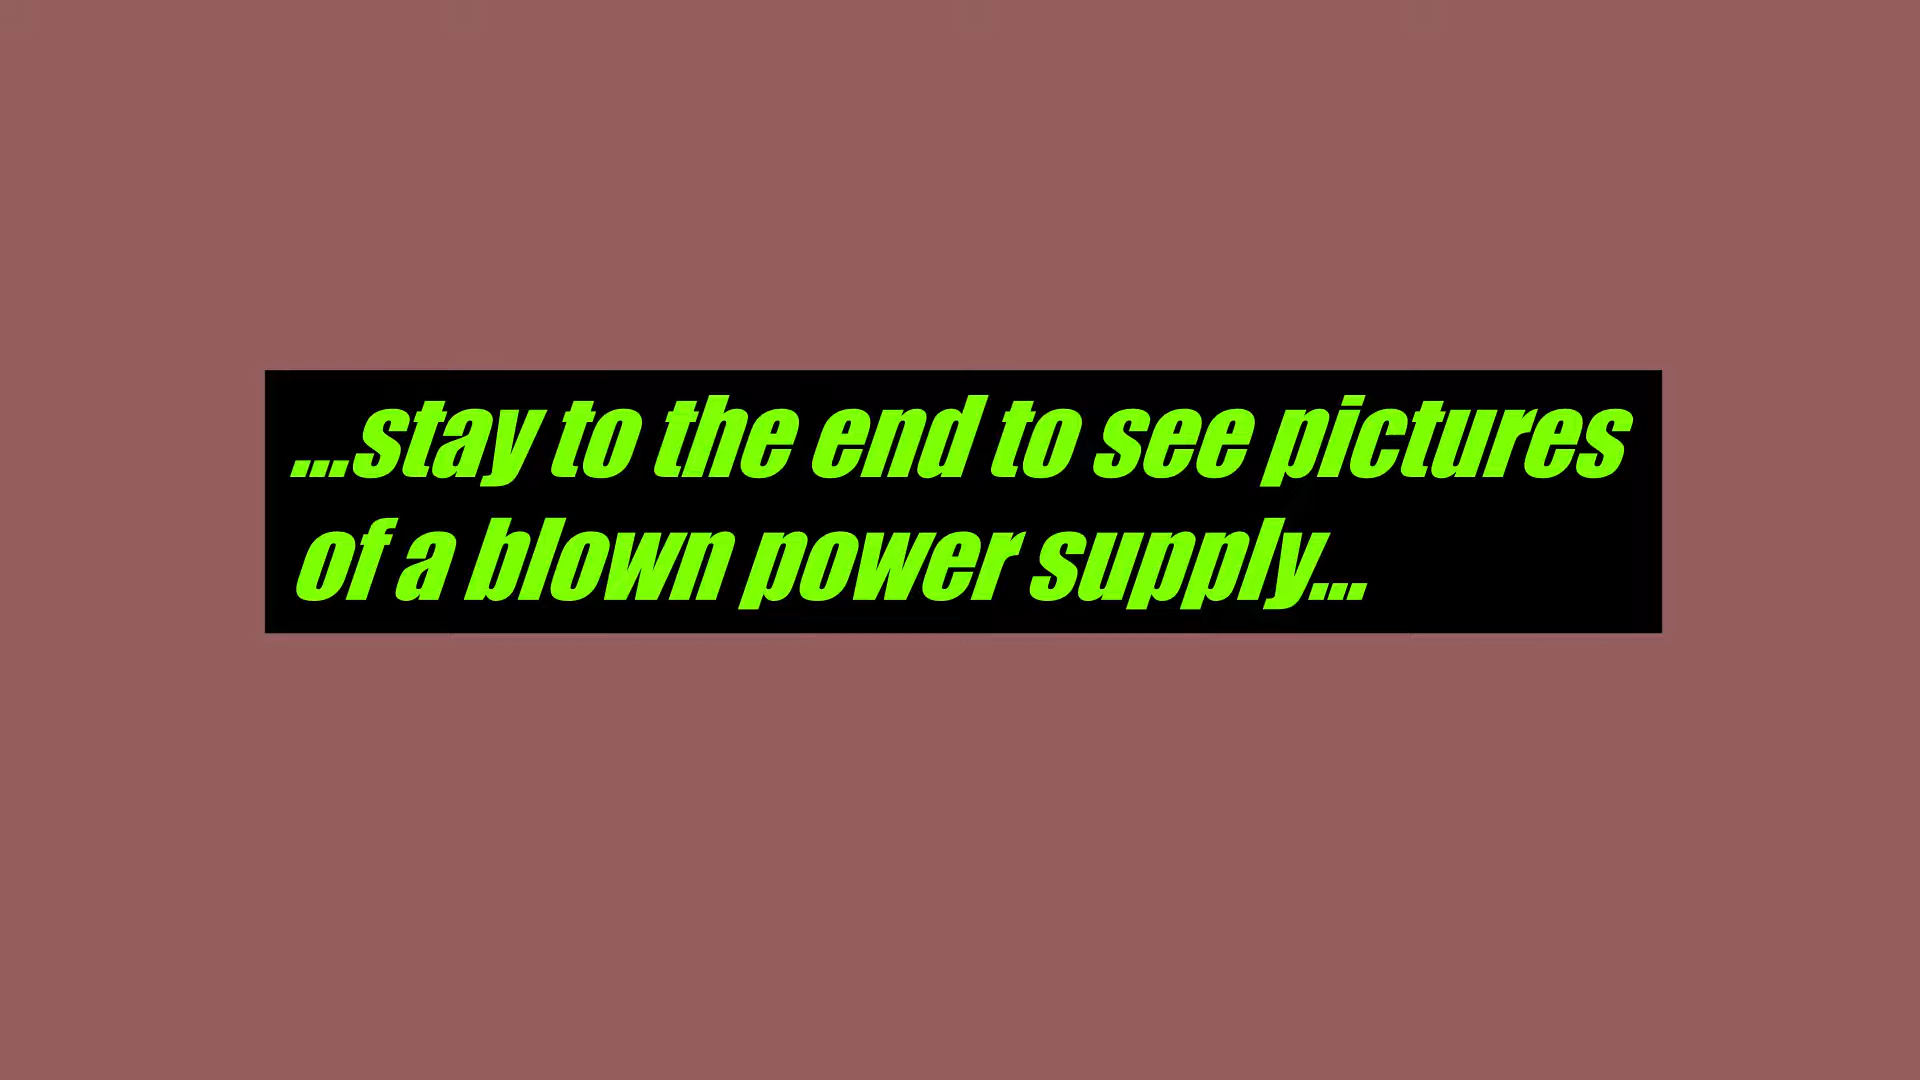 ...stay to the end to see pictures
of a blown power supply...